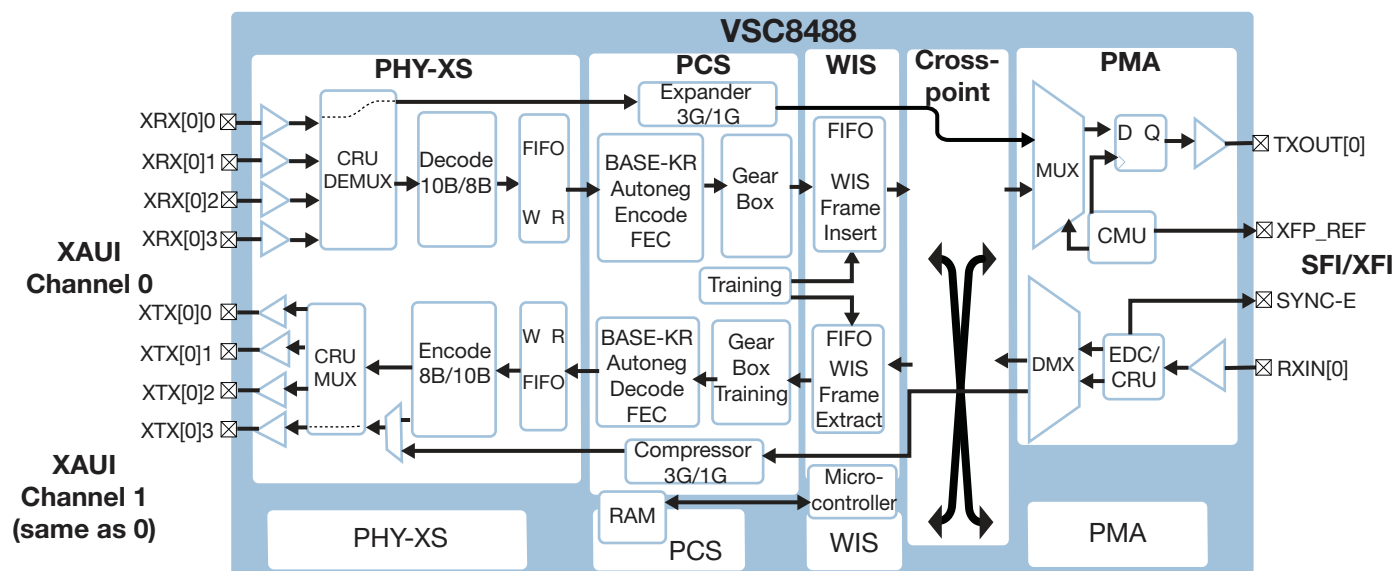 VSC8488
PHY-XS
PCS
WIS
Cross-
point
PMA
XRX[0]0
XRX[0]1
XRX[0]2
XRX[0]3
XAUI
Channel 0
CRU
DEMUX
Decode
10B/8B
FIFO
W R
Expander
3G/1G
BASE-KR
Autoneg
Encode
FEC
Gear
Box
FIFO
WIS
Frame
Insert
MUX
D Q
CMU
TXOUT[0]
XFP_REF
SFI/XFI
SYNC-E
RXIN[0]
Training
XTX[0]0
XTX[0]1
XTX[0]2
XTX[0]3
CRU
MUX
Encode
8B/10B
W R
FIFO
BASE-KR
Autoneg
Decode
FEC
Gear
Box
Training
FIFO
WIS
Frame
Extract
DMX
EDC/
CRU
Compressor
3G/1G
Micro-
controller
RAM
XAUI
Channel 1
(same as 0)
PHY-XS
PCS
WIS
PMA